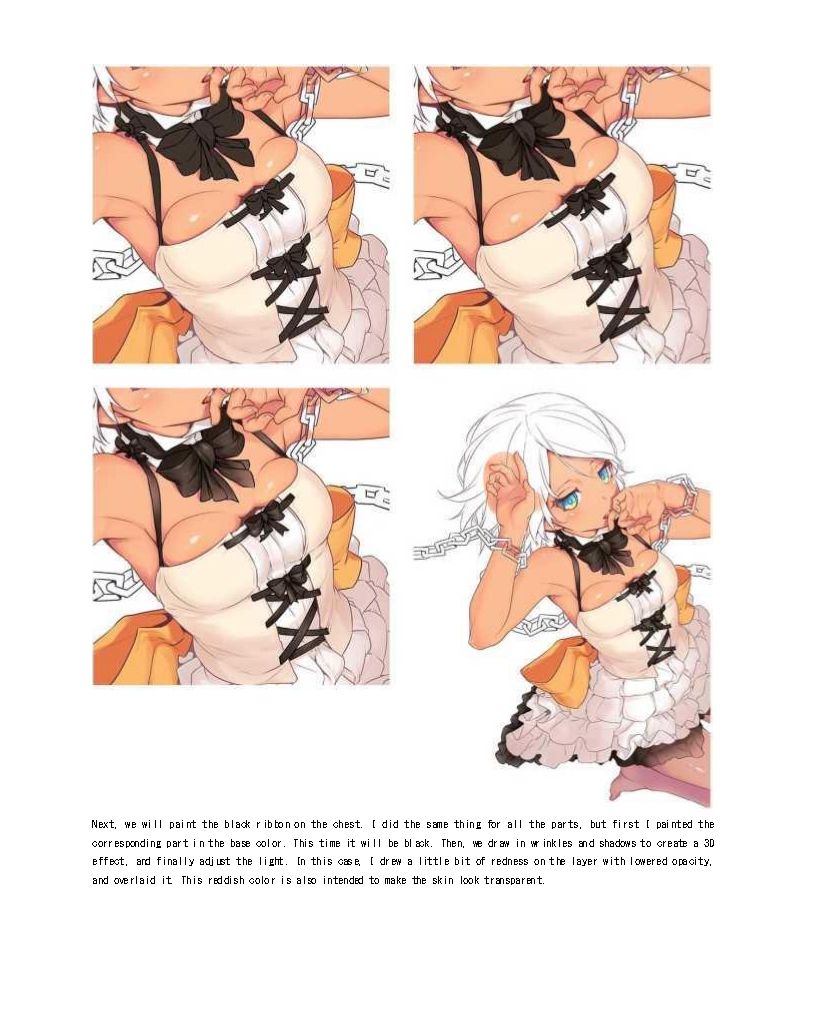 Next, we will paint the black ribbon on the chest. I did the same thing for all the parts, but first I painted the
corresponding part in the base color. This time it will be black. Then, we draw in wrinkles and shadows to create a 3D
effect, and finally adjust the light. In this case, I drew a little bit of redness on the layer with lowered opacity,
and overlaid it. This reddish color is also intended to make the skin look transparent.